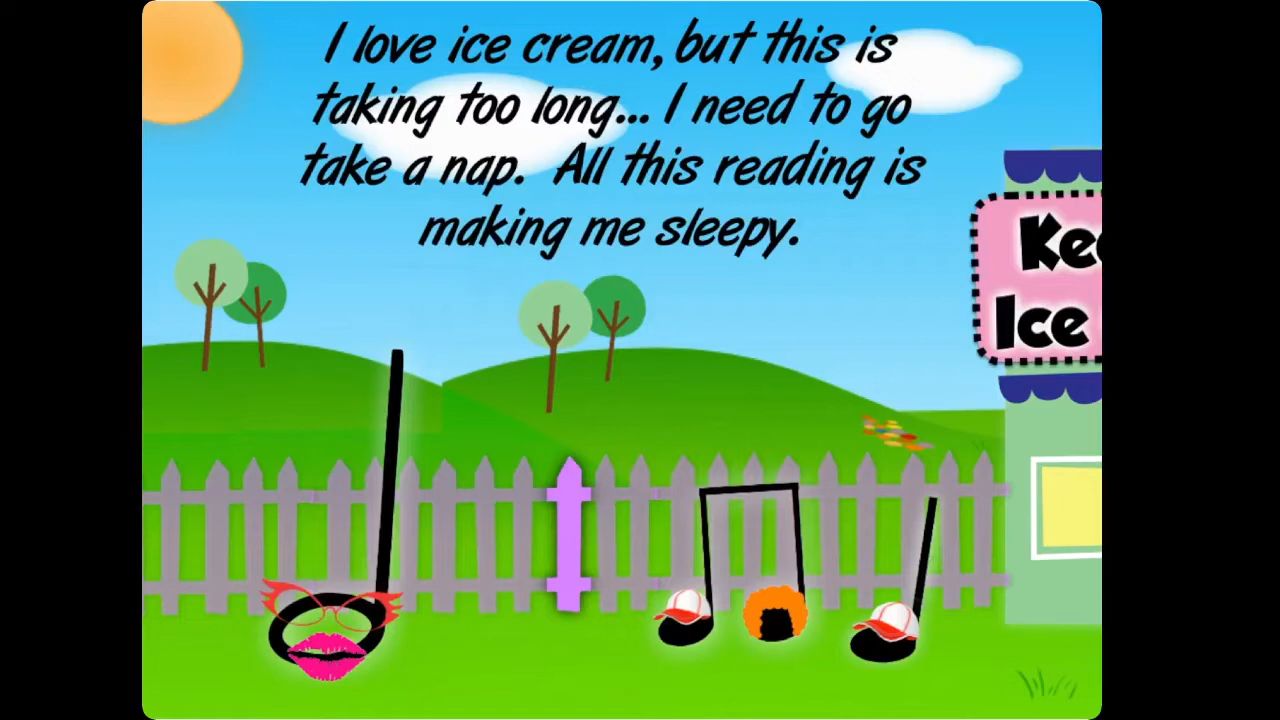 I love ice cream, but this is
taking too long... I need to go
take a nap.  All this reading is
making me sleepy.
Ice